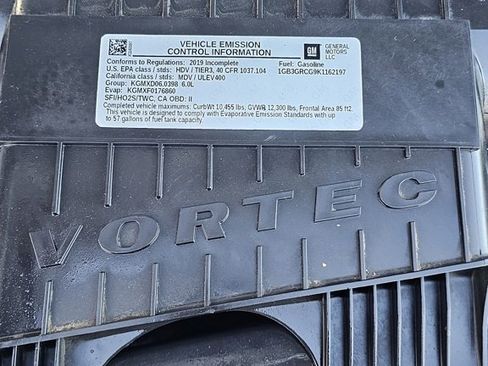 VEHICLE EMISSION
CONTROL INFORMATION
GM
GENERAL
MOTORS
LLC
Conforms to Regulations: 2019 Incomplete
Fuel: Gasoline
U.S. EPA class / stds: HDV / TIER3, 40 CFR 1037.104
1GB3GRCG9K1162197
California class / stds: MDV / ULEV400
Group: KGMXD06.0398 6.0L
SFI/HO2S/TWC, CA OBD: II
Evap: KGMXF0176860
Completed vehicle maximums: CurbWt 10,455 lbs, GVWR 12,300 lbs, Frontal Area 85 ft2.
This engine is designed to comply with Evaporative Emission Standards with up
to 57 gallons of fuel tank capacity.
VORTEC